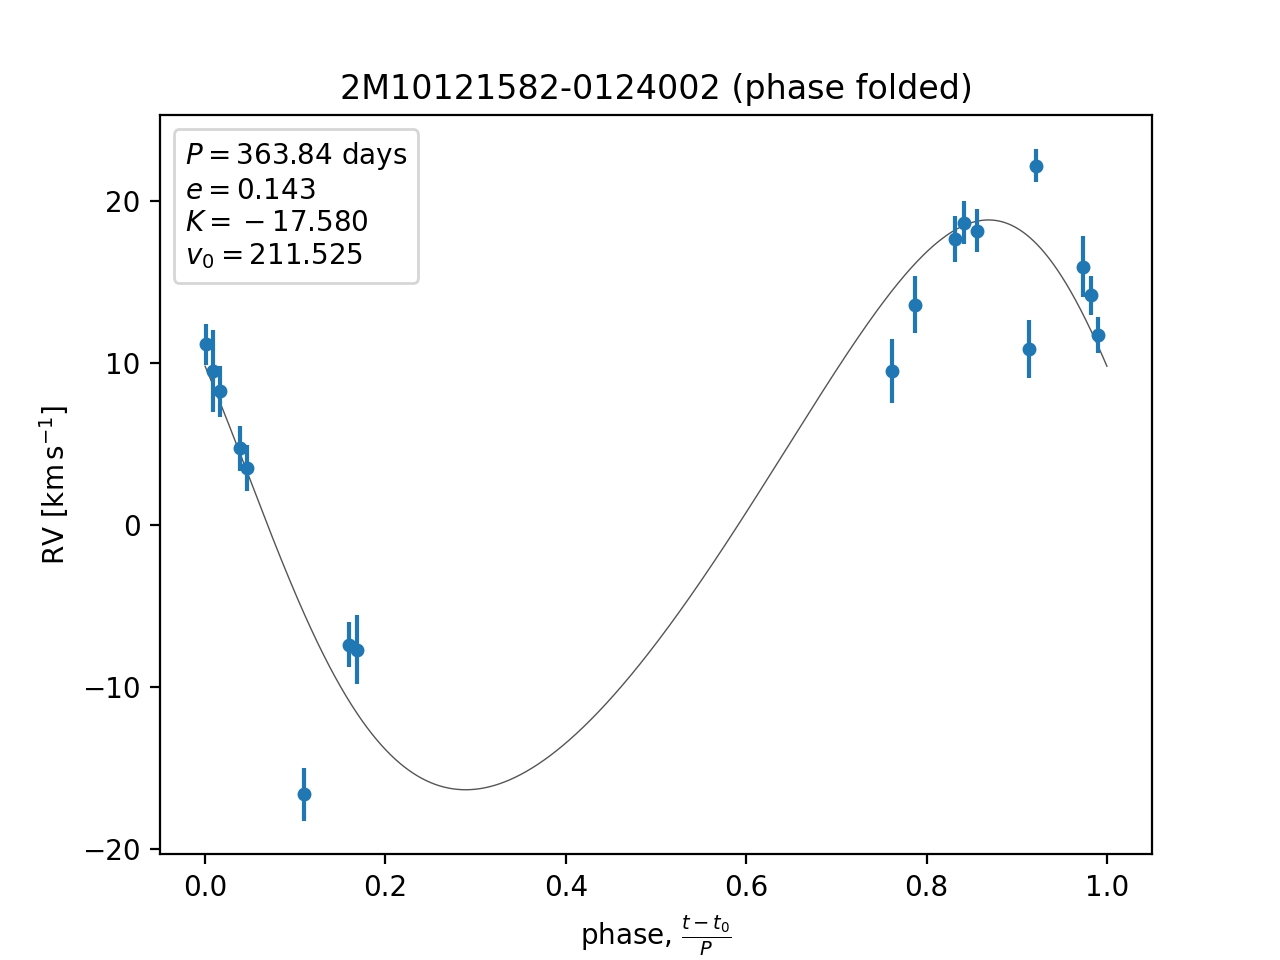 2M10121582-0124002 (phase folded)
P = 363.84 days
e = 0.143
K = −17.580
v₀ = 211.525
20
10
0
−10
−20
RV [km s⁻¹]
0.0 0.2 0.4 0.6 0.8 1.0
phase, (t − t₀)/P